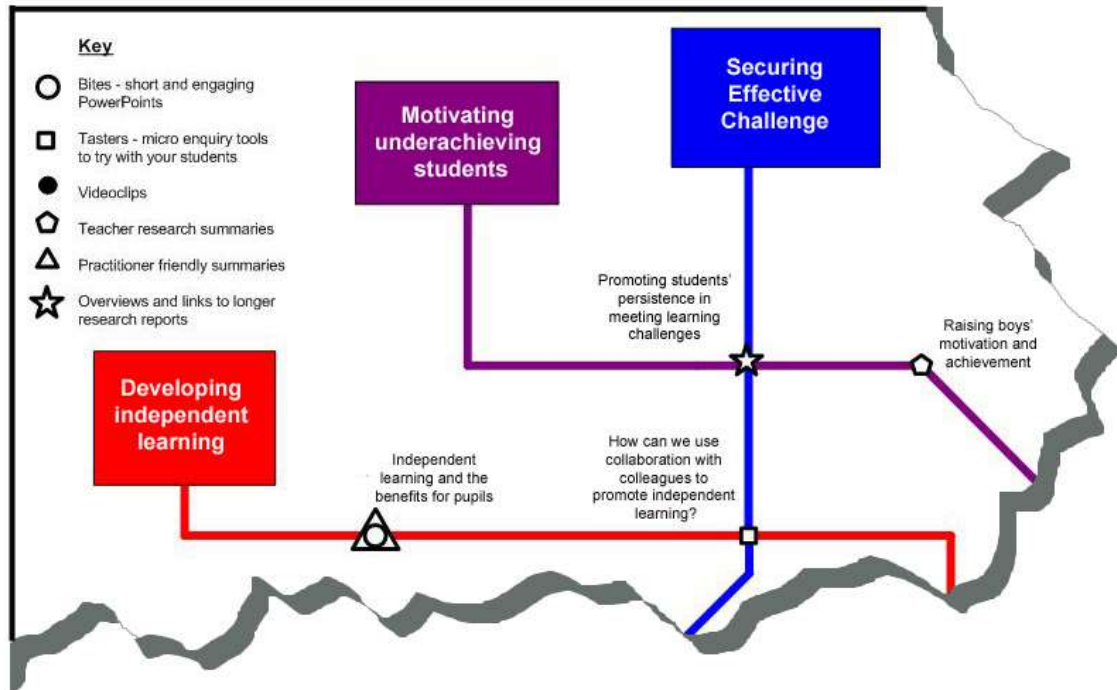 Key
Bites - short and engaging
PowerPoints
Tasters - micro enquiry tools
to try with your students
Videoclips
Teacher research summaries
Practitioner friendly summaries
Overviews and links to longer
research reports
Motivating
underachieving
students
Securing
Effective
Challenge
Promoting students'
persistence in
meeting learning
challenges
Raising boys'
motivation and
achievement
Developing
independent
learning
Independent
learning and the
benefits for pupils
How can we use
collaboration with
colleagues to
promote independent
learning?